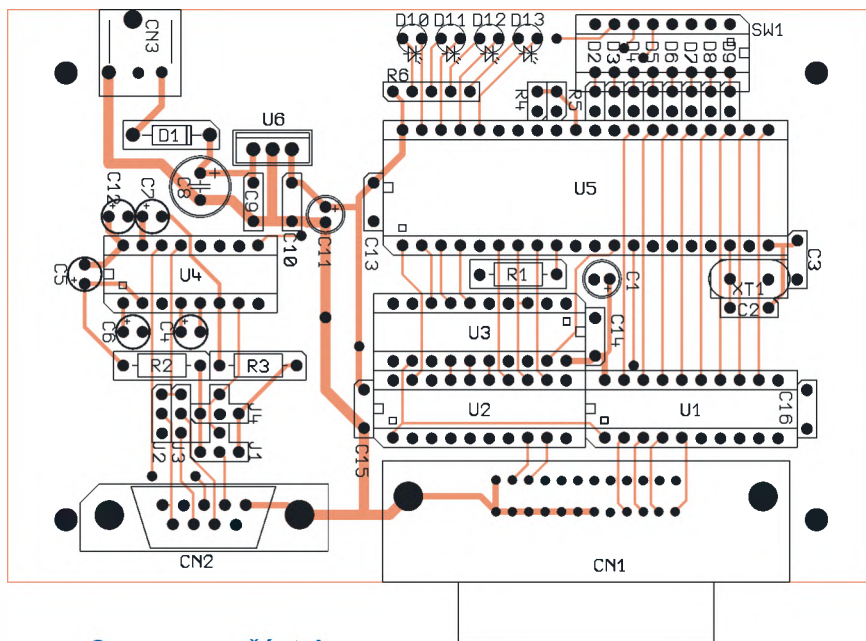 CN3
D10 D11 D12 D13
SW1
D2 D3 D4 D5 D6 D7 D8 D9
R6
R4 R5
D1
U6
C8
C9
C10
C11
C12 C7
U5
C13
C5
U4
R1
C1
XT1
C2
C3
C6 C4
U3
C14
R2 R3
J4
U2
U1
C16
J2 J3 J1
C15
CN2
CN1